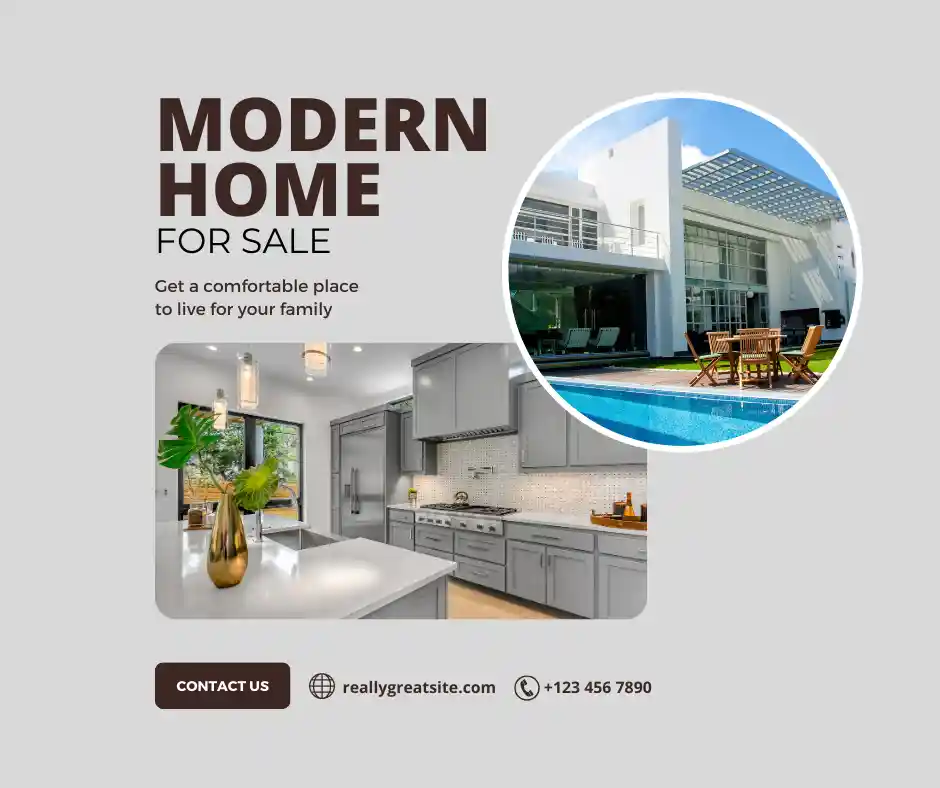 MODERN
HOME
FOR SALE
Get a comfortable place
to live for your family
CONTACT US
reallygreatsite.com
+123 456 7890